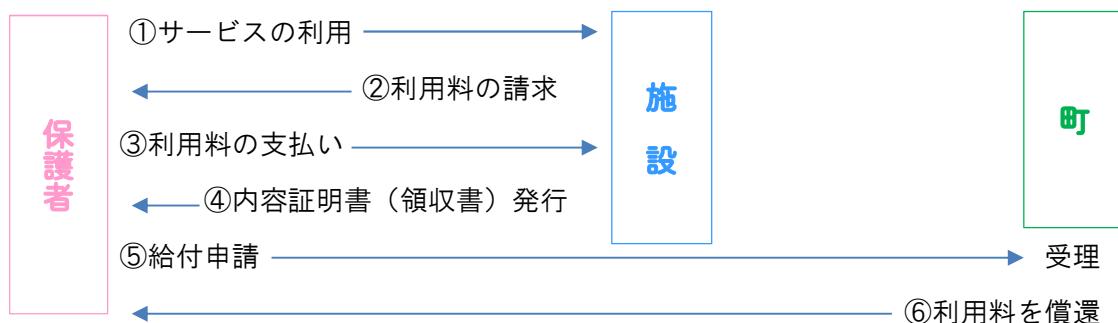 ①サービスの利用
②利用料の請求
③利用料の支払い
④内容証明書（領収書）発行
⑤給付申請
受理
⑥利用料を償還
保護者
施設
町